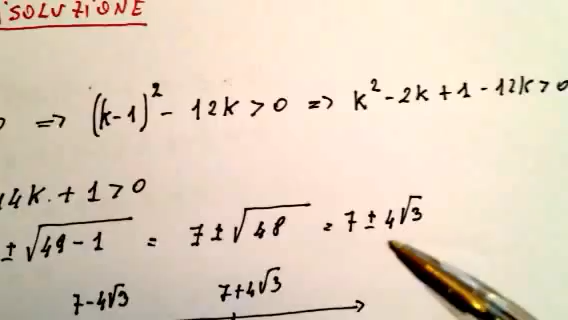 ISOLUZIONE
⇒ (k-1)² - 12k > 0 ⇒ k² - 2k + 1 - 12k > 0
14k + 1 > 0
± √49 - 1 = 7 ± √48 = 7 ± 4√3
7 - 4√3 7 + 4√3